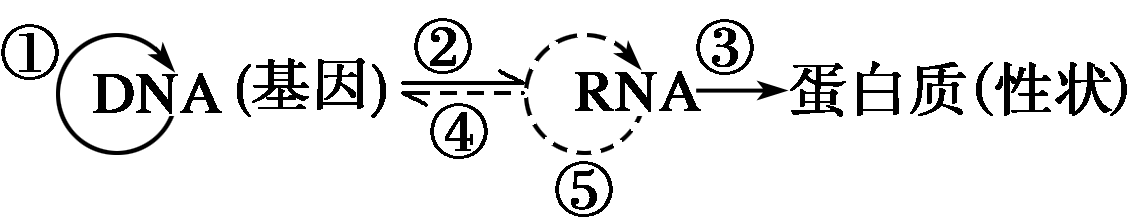 ① DNA(基因) ② ④ RNA ⑤ ③ 蛋白质(性状)